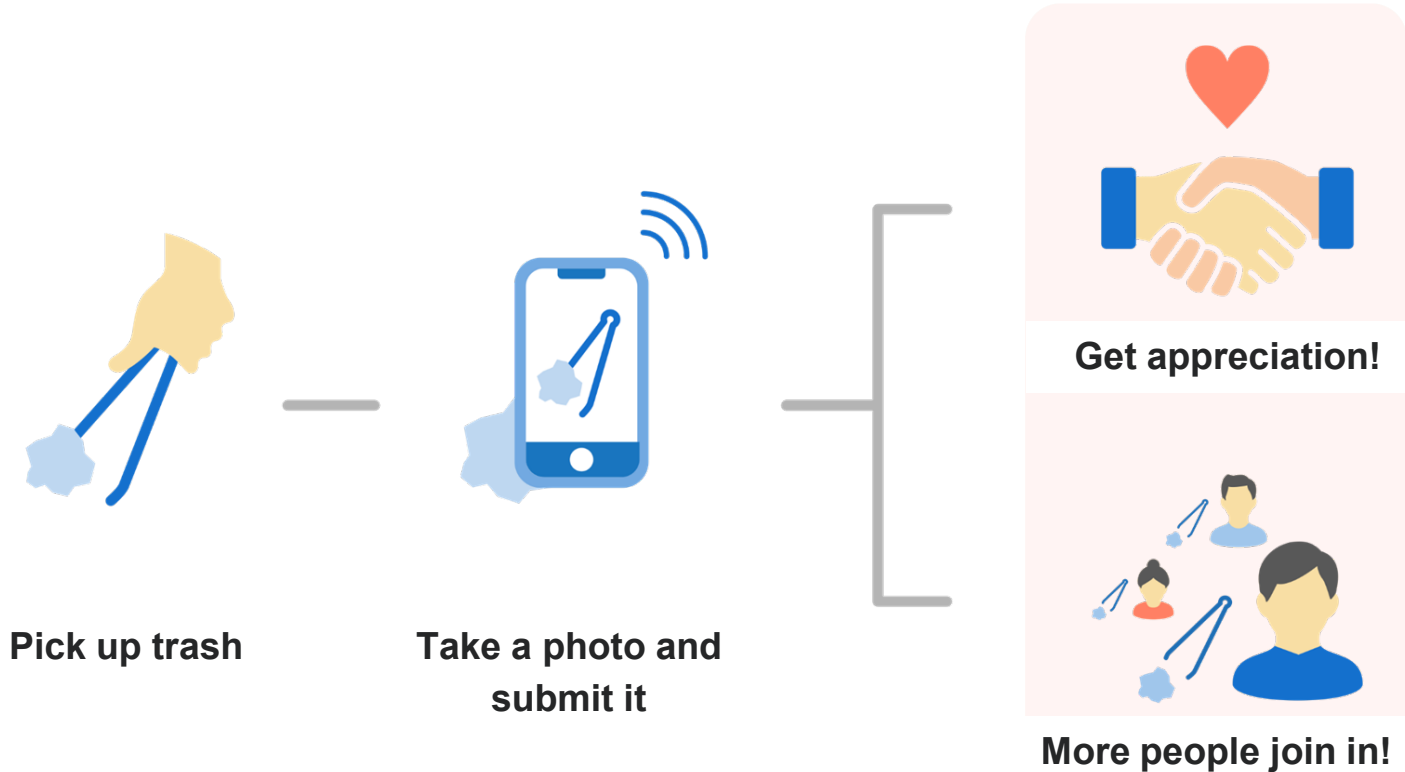 Pick up trash
Take a photo and
submit it
Get appreciation!
More people join in!